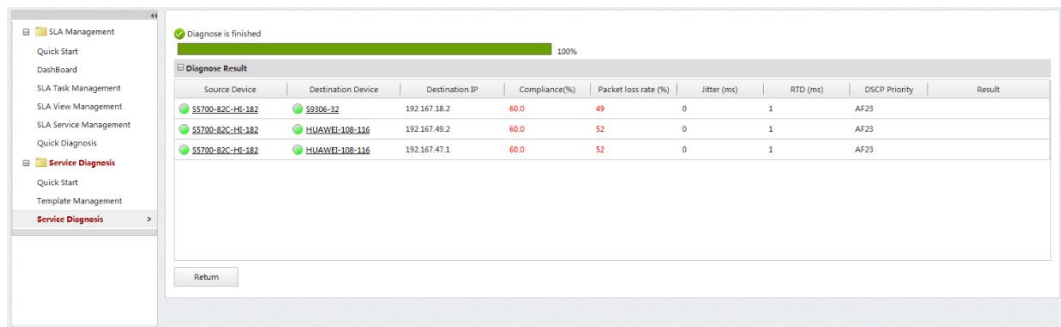 SLA Management
Quick Start
DashBoard
SLA Task Management
SLA View Management
SLA Service Management
Quick Diagnosis
Service Diagnosis
Quick Start
Template Management
Service Diagnosis
Diagnose is finished
100%
Diagnose Result
Source Device Destination Device Destination IP Compliance(%) Packet loss rate (%) Jitter (ms) RTD (ms) DSCP Priority Result
S5700-82C-HI-182 S9306-32 192.167.18.2 60.0 49 0 1 AF23
S5700-82C-HI-182 HUAWEI-108-116 192.167.49.2 60.0 52 0 1 AF23
S5700-82C-HI-182 HUAWEI-108-116 192.167.47.1 60.0 52 0 1 AF23
Return